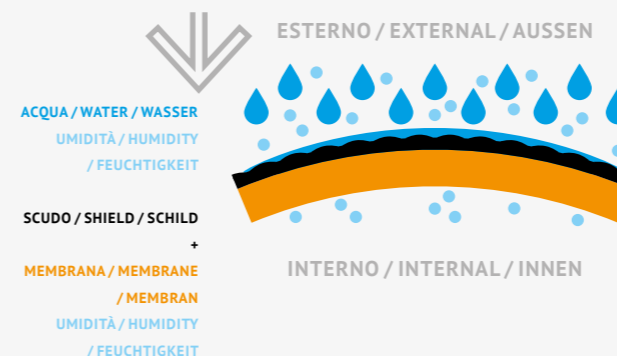 ESTERNO / EXTERNAL / AUSSEN
ACQUA / WATER / WASSER
UMIDITÀ / HUMIDITY
/ FEUCHTIGKEIT
SCUDO / SHIELD / SCHILD
+
MEMBRANA / MEMBRANE
/ MEMBRAN
UMIDITÀ / HUMIDITY
/ FEUCHTIGKEIT
INTERNO / INTERNAL / INNEN